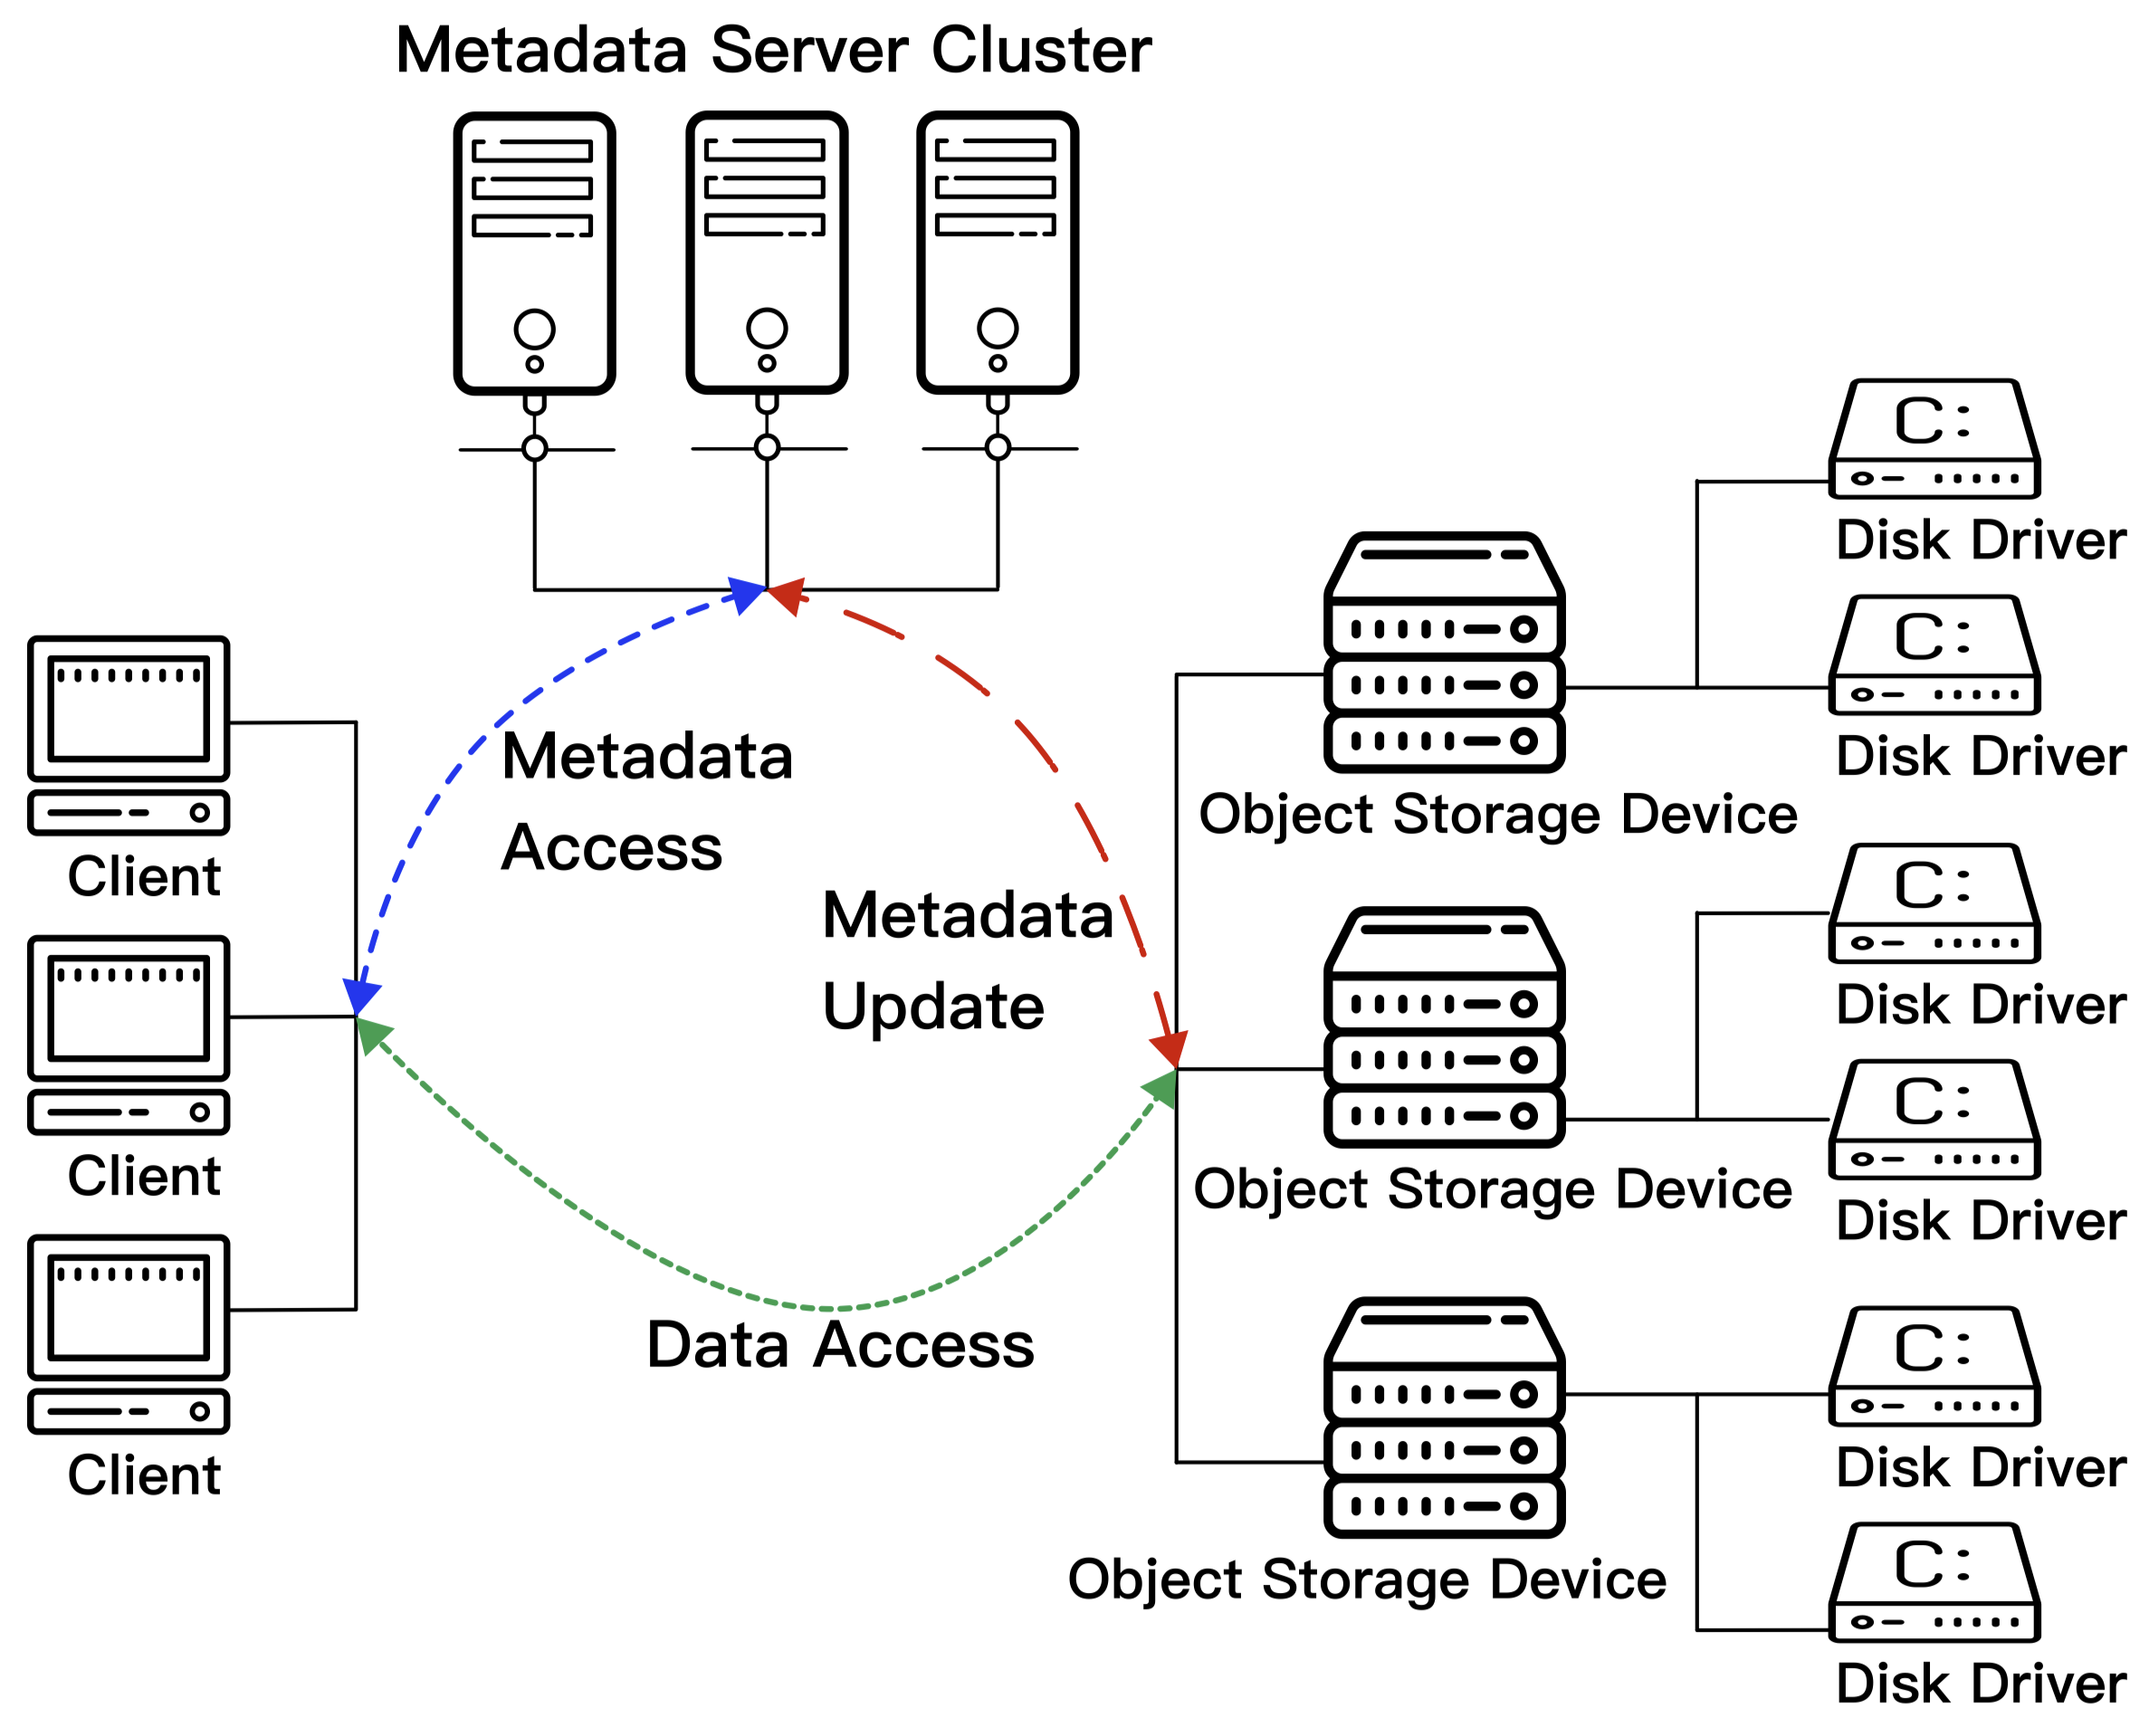 Metadata Server Cluster
C:
Disk Driver
C:
Disk Driver
Metadata
Access
Object Storage Device
Client
C:
Disk Driver
Metadata
Update
C:
Disk Driver
Object Storage Device
Client
Data Access
C:
Disk Driver
Client
Object Storage Device
C:
Disk Driver